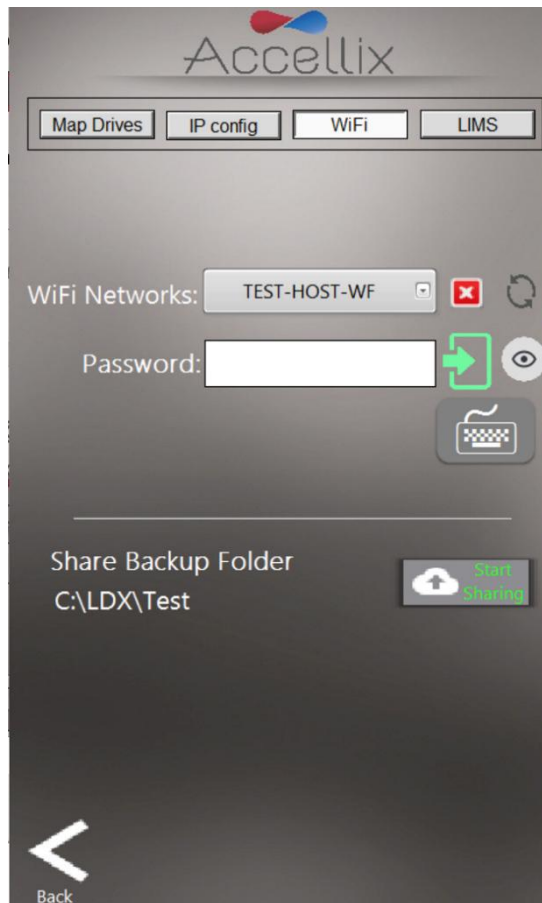 Accellix
Map Drives IP config WiFi LIMS
WiFi Networks: TEST-HOST-WF
Password:
Share Backup Folder
C:\LDX\Test
Start
Sharing
Back